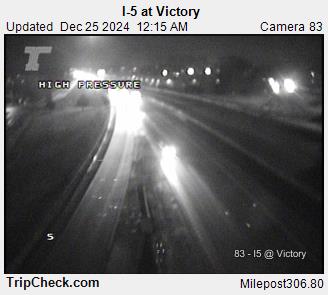 I-5 at Victory
Updated Dec 25 2024 12:15 AM Camera 83
T
HIGH PRESSURE
S
83 - I5 @ Victory
TripCheck.com Milepost306.80